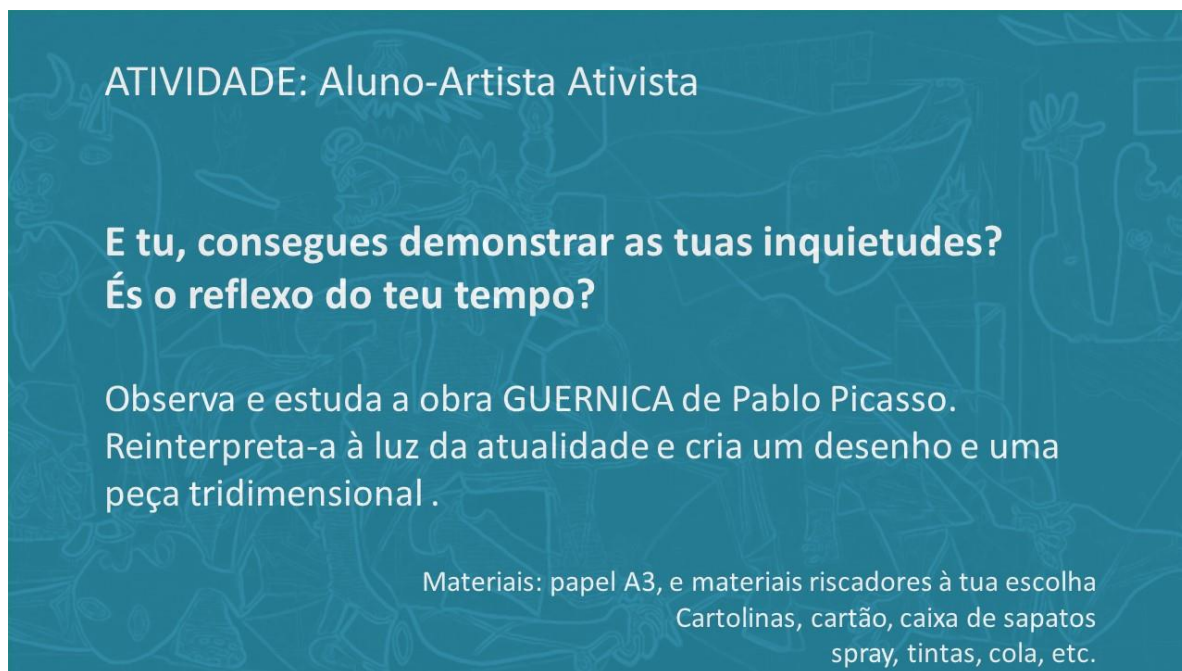 ATIVIDADE: Aluno-Artista Ativista
E tu, consegues demonstrar as tuas inquietudes?
És o reflexo do teu tempo?
Observa e estuda a obra GUERNICA de Pablo Picasso.
Reinterpreta-a à luz da atualidade e cria um desenho e uma
peça tridimensional .
Materiais: papel A3, e materiais riscadores à tua escolha
Cartolinas, cartão, caixa de sapatos
spray, tintas, cola, etc.